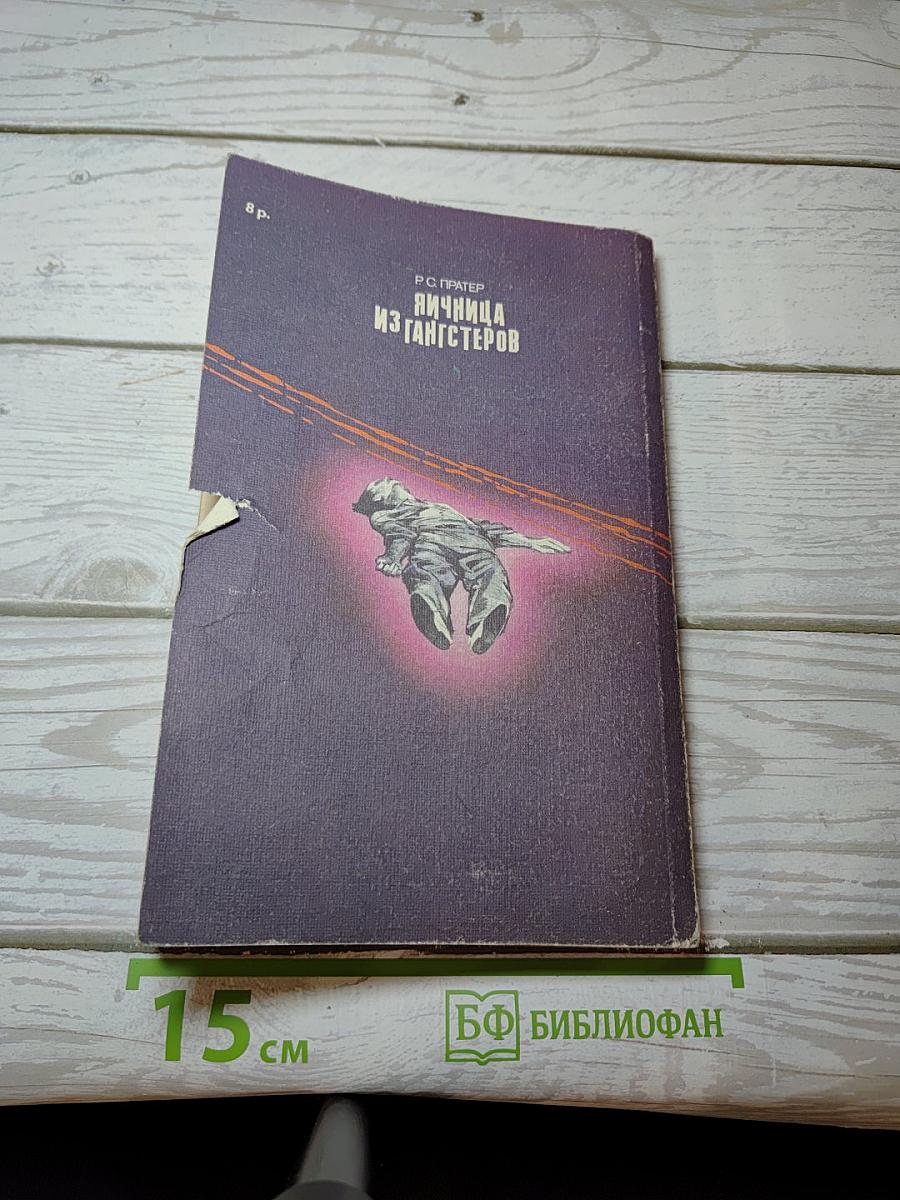 8 р.
Р. С. ПРАТЕР
ЯИЧНИЦА
ИЗ ГАНГСТЕРОВ
15 см
БФ БИБЛИОФАН